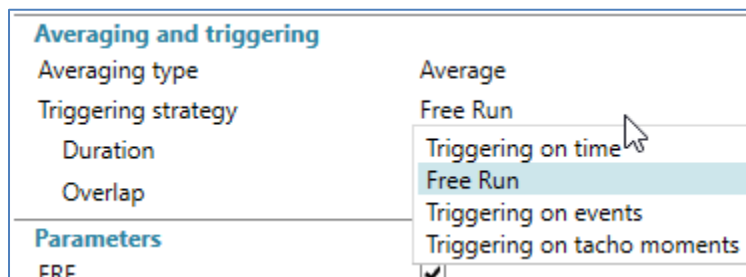 Averaging and triggering
Averaging type Average
Triggering strategy Free Run
Duration Triggering on time
Free Run
Overlap Triggering on events
Parameters Triggering on tacho moments
FRF